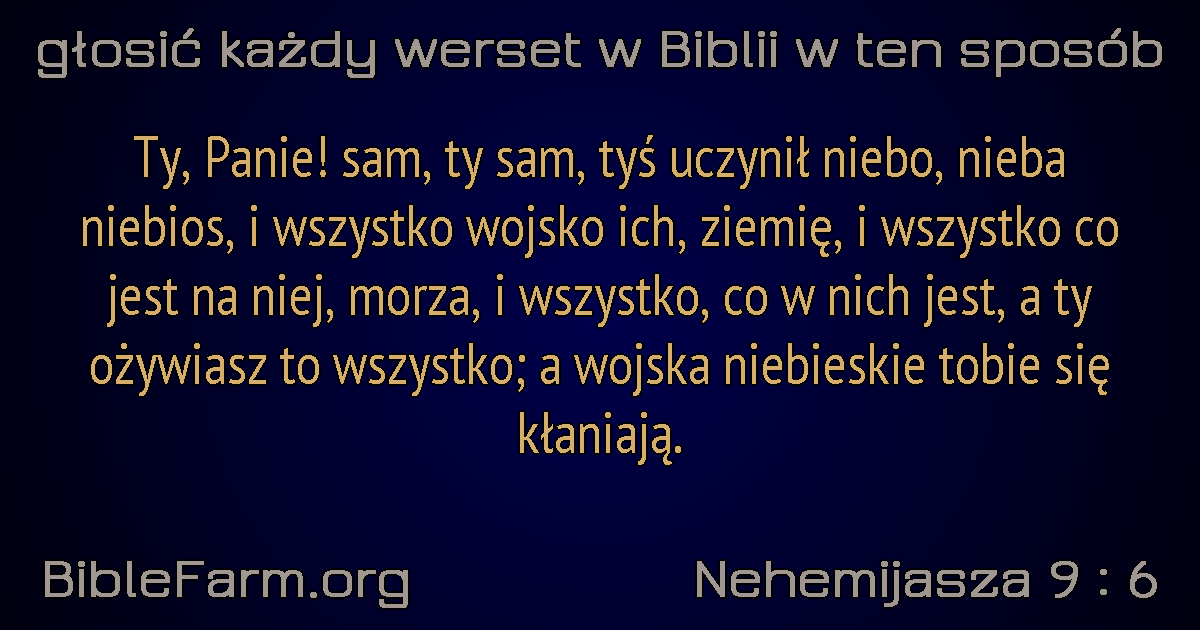 głosić każdy werset w Biblii w ten sposób
Ty, Panie! sam, ty sam, tyś uczynił niebo, nieba
niebios, i wszystko wojsko ich, ziemię, i wszystko co
jest na niej, morza, i wszystko, co w nich jest, a ty
ożywiasz to wszystko; a wojska niebieskie tobie się
kłaniają.
BibleFarm.org
Nehemijasza 9 : 6